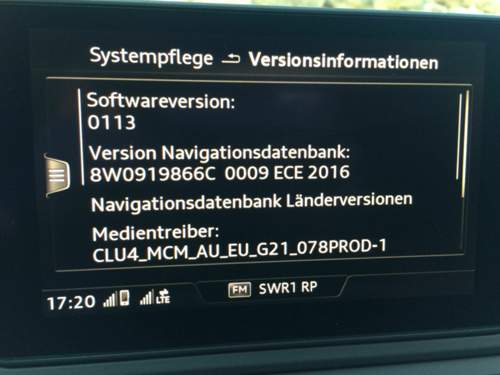 Systempflege ⮌ Versionsinformationen
Softwareversion:
0113
Version Navigationsdatenbank:
8W0919866C 0009 ECE 2016
Navigationsdatenbank Länderversionen
Medientreiber:
CLU4_MCM_AU_EU_G21_078PROD-1
17:20 LTE FM SWR1 RP